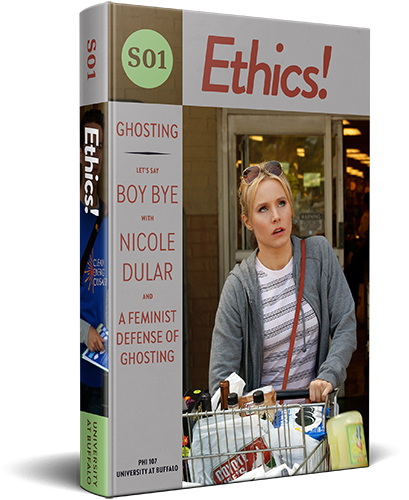 S01
Ethics!
UNIVERSITY
AT BUFFALO
S01
Ethics!
GHOSTING
LET'S SAY
BOY BYE
WITH
NICOLE
DULAR
AND
A FEMINIST
DEFENSE OF
GHOSTING
PHI 107
UNIVERSITY AT BUFFALO